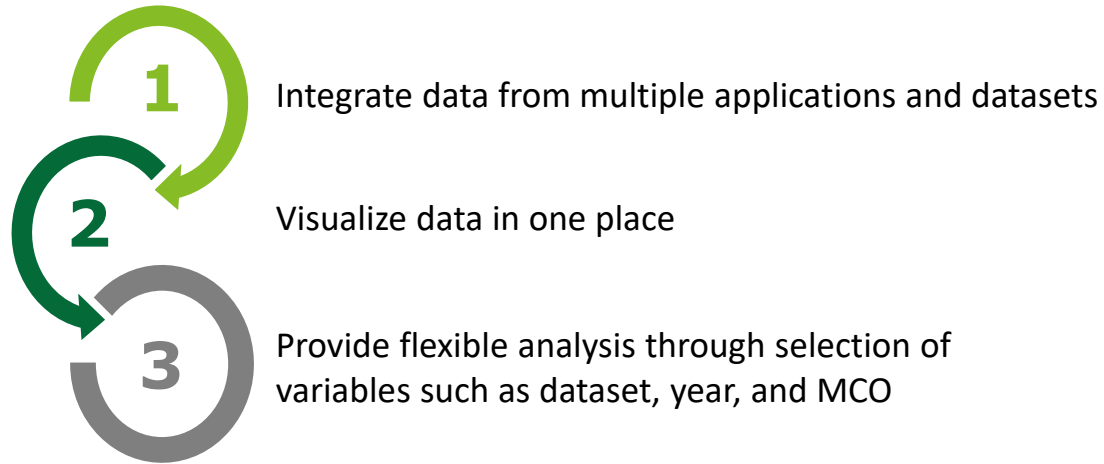 1
Integrate data from multiple applications and datasets
2
Visualize data in one place
3
Provide flexible analysis through selection of
variables such as dataset, year, and MCO